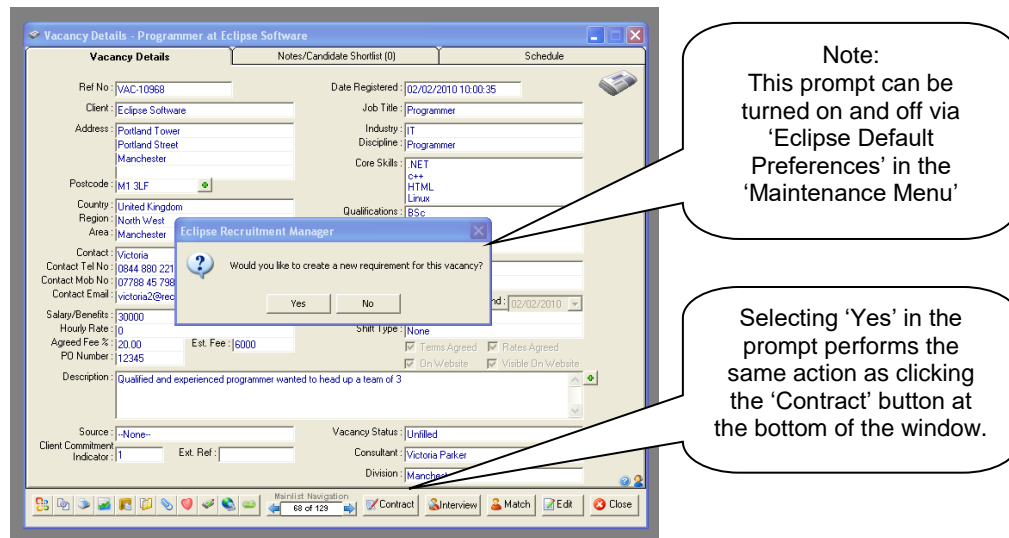 Vacancy Details - Programmer at Eclipse Software
Vacancy Details
Notes/Candidate Shortlist (0)
Schedule
Ref No : VAC-10968
Date Registered : 02/02/2010 10:00:35
Client : Eclipse Software
Job Title : Programmer
Address : Portland Tower
Industry : IT
Portland Street
Discipline : Programmer
Manchester
Core Skills : .NET
c++
HTML
Linux
Postcode : M1 3LF
Country : United Kingdom
Qualifications : BSc
Region : North West
Area : Manchester
Contact : Victoria
Contact Tel No : 0844 880 221
Contact Mob No : 07788 45 798
Contact Email : victoria2@rec
Eclipse Recruitment Manager
Would you like to create a new requirement for this vacancy?
Yes
No
02/02/2010
Salary/Benefits : 30000
Hourly Rate : 0
Shift Type : None
Agreed Fee % : 20.00
Est. Fee : 6000
Terms Agreed
Rates Agreed
PO Number : 12345
On Website
Visible On Website
Description : Qualified and experienced programmer wanted to head up a team of 3
Source : --None--
Vacancy Status : Unfilled
Client Commitment
Indicator : 1
Ext. Ref :
Consultant : Victoria Parker
Division :
Mainlist Navigation
68 of 129
Contract
Interview
Match
Edit
Close
Note:
This prompt can be
turned on and off via
‘Eclipse Default
Preferences’ in the
‘Maintenance Menu’
Selecting ‘Yes’ in the
prompt performs the
same action as clicking
the ‘Contract’ button at
the bottom of the window.